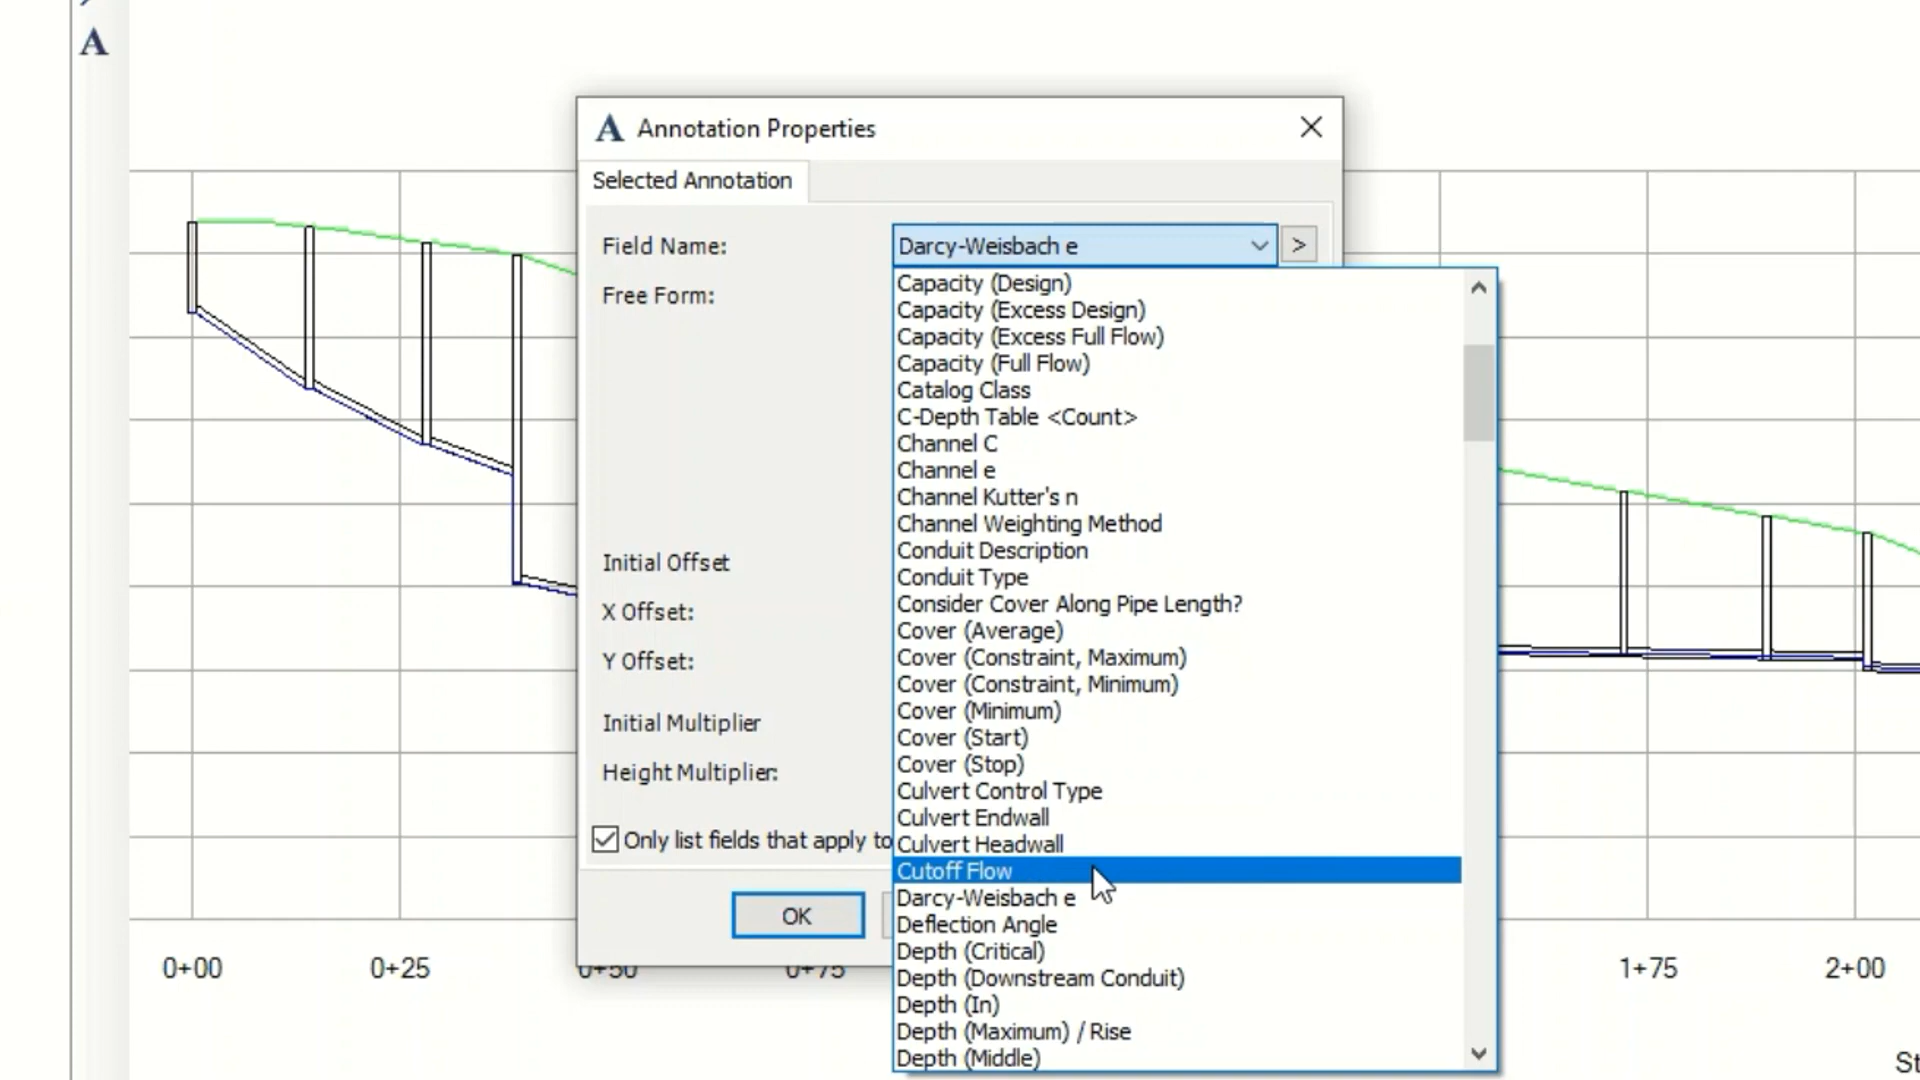 A
A Annotation Properties
Selected Annotation
Field Name:
Darcy-Weisbach e
>
Free Form:
Capacity (Design)
Capacity (Excess Design)
Capacity (Excess Full Flow)
Capacity (Full Flow)
Catalog Class
C-Depth Table <Count>
Channel C
Channel e
Channel Kutter's n
Channel Weighting Method
Conduit Description
Conduit Type
Consider Cover Along Pipe Length?
Cover (Average)
Cover (Constraint, Maximum)
Cover (Constraint, Minimum)
Cover (Minimum)
Cover (Start)
Cover (Stop)
Culvert Control Type
Culvert Endwall
Culvert Headwall
Cutoff Flow
Darcy-Weisbach e
Deflection Angle
Depth (Critical)
Depth (Downstream Conduit)
Depth (In)
Depth (Maximum) / Rise
Depth (Middle)
Initial Offset
X Offset:
Y Offset:
Initial Multiplier
Height Multiplier:
Only list fields that apply to
OK
0+00
0+25
0+50
0+75
1+75
2+00
St